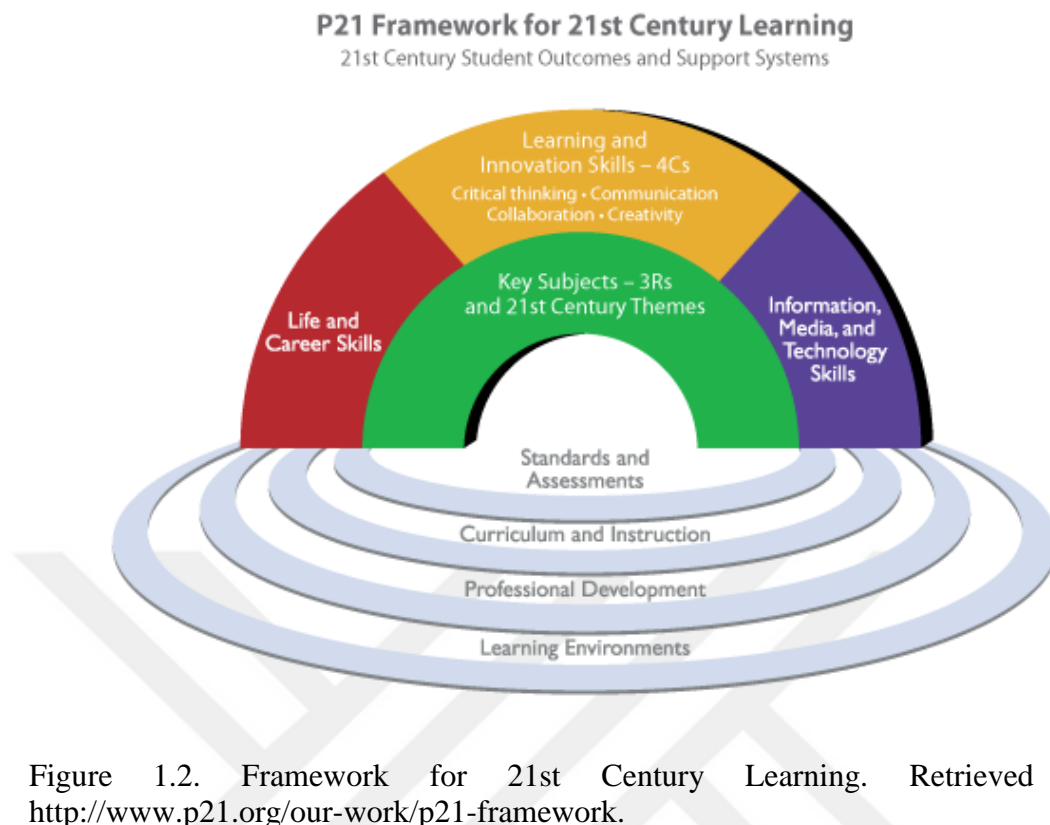 P21 Framework for 21st Century Learning
21st Century Student Outcomes and Support Systems
Learning and
Innovation Skills – 4Cs
Critical thinking • Communication
Collaboration • Creativity
Key Subjects – 3Rs
and 21st Century Themes
Life and
Career Skills
Information,
Media, and
Technology
Skills
Standards and
Assessments
Curriculum and Instruction
Professional Development
Learning Environments
Figure 1.2. Framework for 21st Century Learning. Retrieved
http://www.p21.org/our-work/p21-framework.